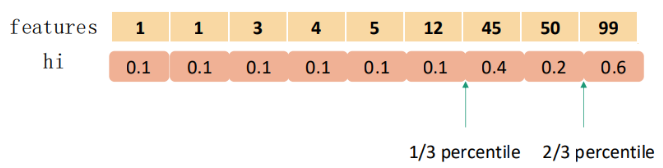 features 1 1 3 4 5 12 45 50 99
hi 0.1 0.1 0.1 0.1 0.1 0.1 0.4 0.2 0.6
1/3 percentile 2/3 percentile